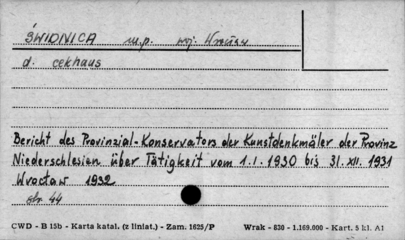 ŚWIDNICA m.p. woj. Wrocław
d. cekhaus
Bericht des Provinzial-Konservators der Kunstdenkmäler der Provinz
Niederschlesien über Tätigkeit vom 1.I.1930 bis 31.XII.1931
Wrocław 1932
str. 44
CWD - B 15b - Karta katal. (z liniat.) - Zam. 1625/P Wrak - 830 - 1.169.000 - Kart. 5 kl. A1